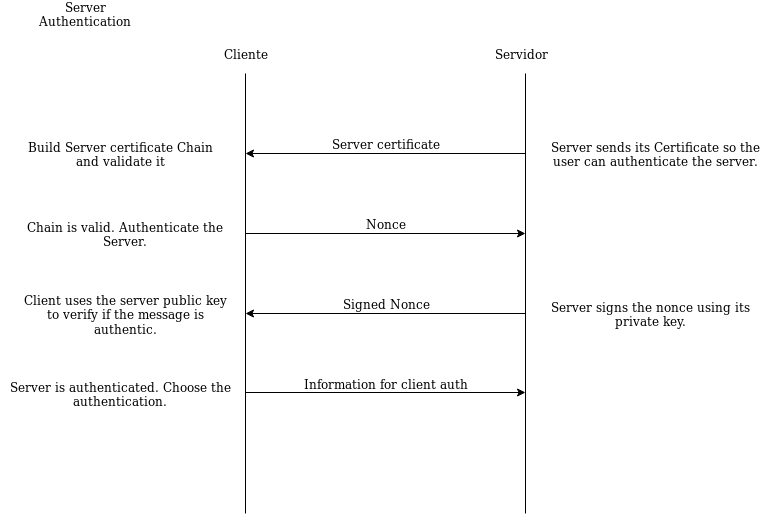 Server
Authentication
Cliente
Servidor
Build Server certificate Chain
and validate it
Server certificate
Server sends its Certificate so the
user can authenticate the server.
Chain is valid. Authenticate the
Server.
Nonce
Client uses the server public key
to verify if the message is
authentic.
Signed Nonce
Server signs the nonce using its
private key.
Server is authenticated. Choose the
authentication.
Information for client auth